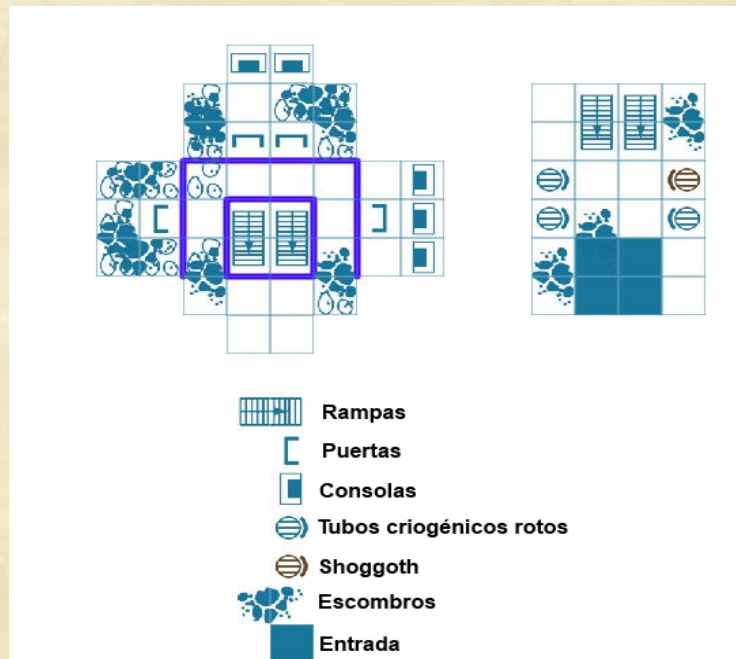 Rampas
Puertas
Consolas
Tubos criogénicos rotos
Shoggoth
Escombros
Entrada